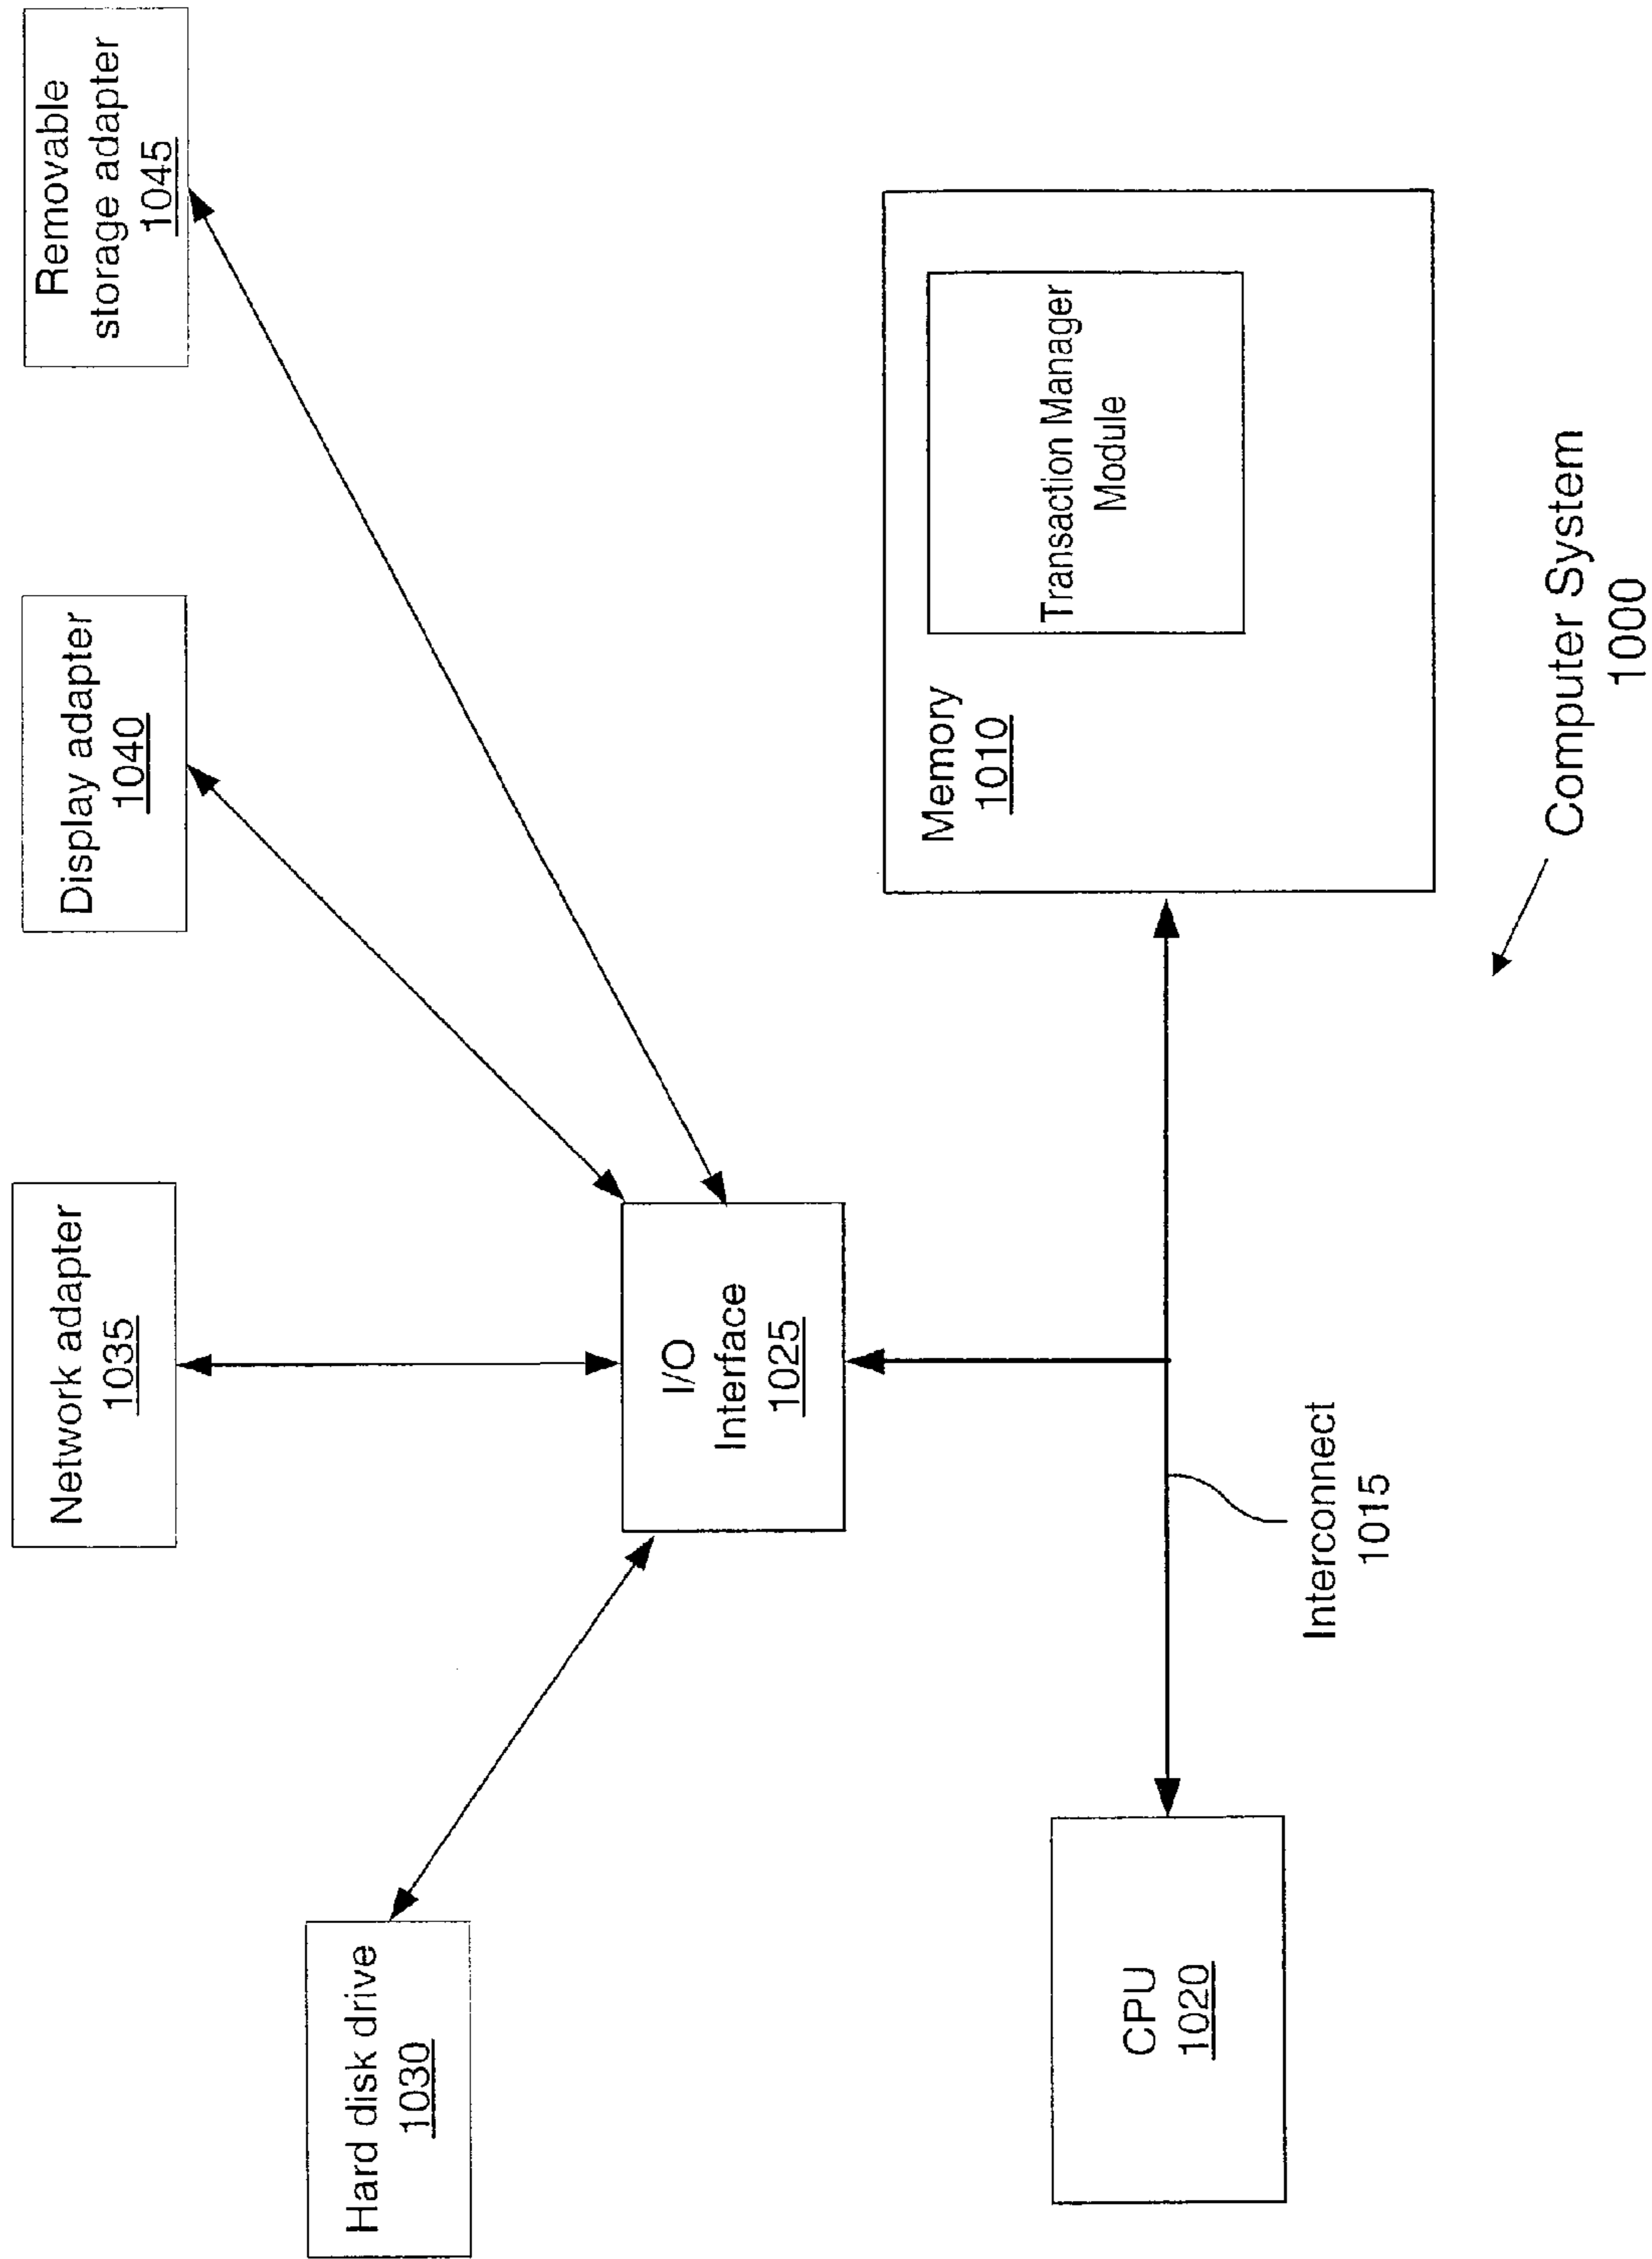 Hard disk drive
1030
Network adapter
1035
Display adapter
1040
Removable
storage adapter
1045
I/O
Interface
1025
CPU
1020
Interconnect
1015
Memory
1010
Transaction Manager
Module
Computer System
1000